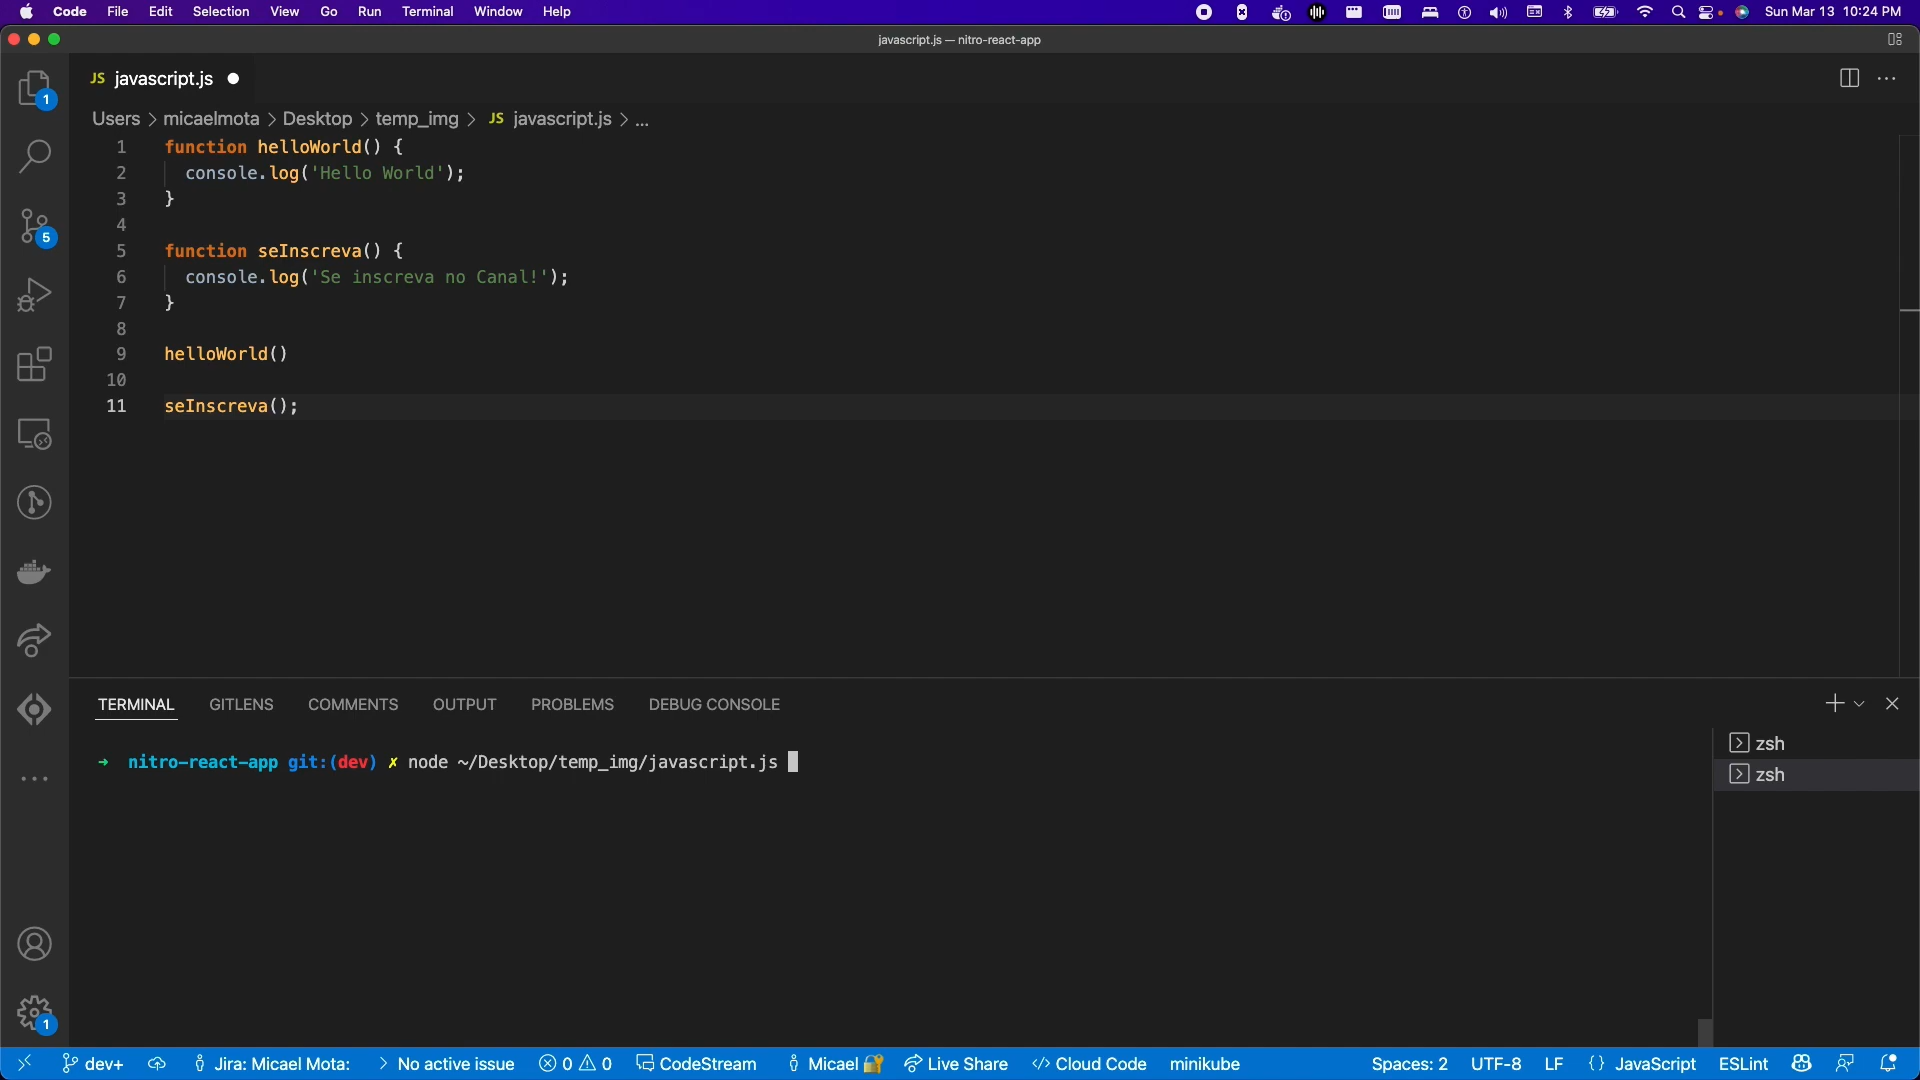 Code File Edit Selection View Go Run Terminal Window Help Sun Mar 13 10:24 PM
javascript.js — nitro-react-app
JS javascript.js
Users > micaelmota > Desktop > temp_img > JS javascript.js > ...
1 function helloWorld() {
2 console.log('Hello World');
3 }
4
5 function seInscreva() {
6 console.log('Se inscreva no Canal!');
7 }
8
9 helloWorld()
10
11 seInscreva();
1
5
TERMINAL GITLENS COMMENTS OUTPUT PROBLEMS DEBUG CONSOLE
zsh
→ nitro-react-app git:(dev) ✗ node ~/Desktop/temp_img/javascript.js
zsh
1
dev+ Jira: Micael Mota: > No active issue 0 0 CodeStream Micael 🔐 Live Share </> Cloud Code minikube Spaces: 2 UTF-8 LF {} JavaScript ESLint